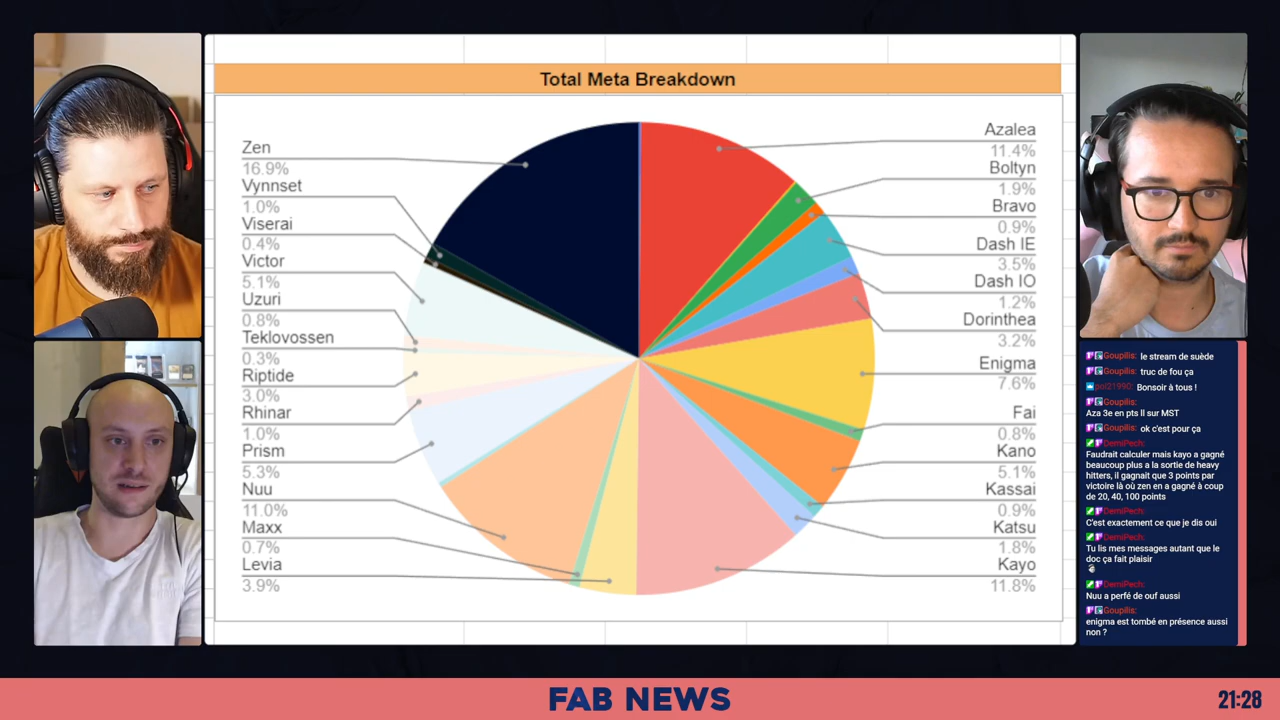 Total Meta Breakdown
Zen
16.9%
Vynnset
1.0%
Viserai
0.4%
Victor
5.1%
Uzuri
0.8%
Teklovossen
0.3%
Riptide
3.0%
Rhinar
1.0%
Prism
5.3%
Nuu
11.0%
Maxx
0.7%
Levia
3.9%
Azalea
11.4%
Boltyn
1.9%
Bravo
0.9%
Dash IE
3.5%
Dash IO
1.2%
Dorinthea
3.2%
Enigma
7.6%
Fai
0.8%
Kano
5.1%
Kassai
0.9%
Katsu
1.8%
Kayo
11.8%
Goupilis: le stream de suède
Goupilis: truc de fou ça
pol21990: Bonsoir à tous !
Goupilis:
Aza 3e en pts ll sur MST
Goupilis: ok c'est pour ça
DemiPech:
Faudrait calculer mais kayo a gagné
beaucoup plus a la sortie de heavy
hitters, il gagnait que 3 points par
victoire là où zen en a gagné à coup
de 20, 40, 100 points
DemiPech:
C'est exactement ce que je dis oui
DemiPech:
Tu lis mes messages autant que le
doc ça fait plaisir
DemiPech:
Nuu a perfé de ouf aussi
Goupilis:
enigma est tombé en présence aussi
non ?
FAB NEWS
21:28